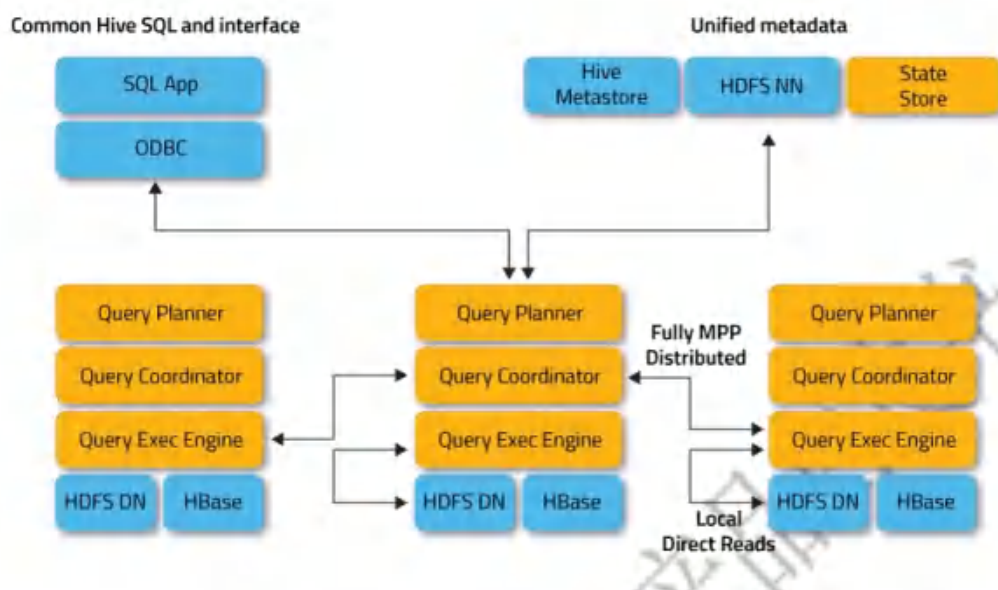 Common Hive SQL and interface
Unified metadata
SQL App
ODBC
Hive
Metastore
HDFS NN
State
Store
Query Planner
Query Coordinator
Query Exec Engine
HDFS DN
HBase
Query Planner
Query Coordinator
Query Exec Engine
HDFS DN
HBase
Fully MPP
Distributed
Local
Direct Reads
Query Planner
Query Coordinator
Query Exec Engine
HDFS DN
HBase